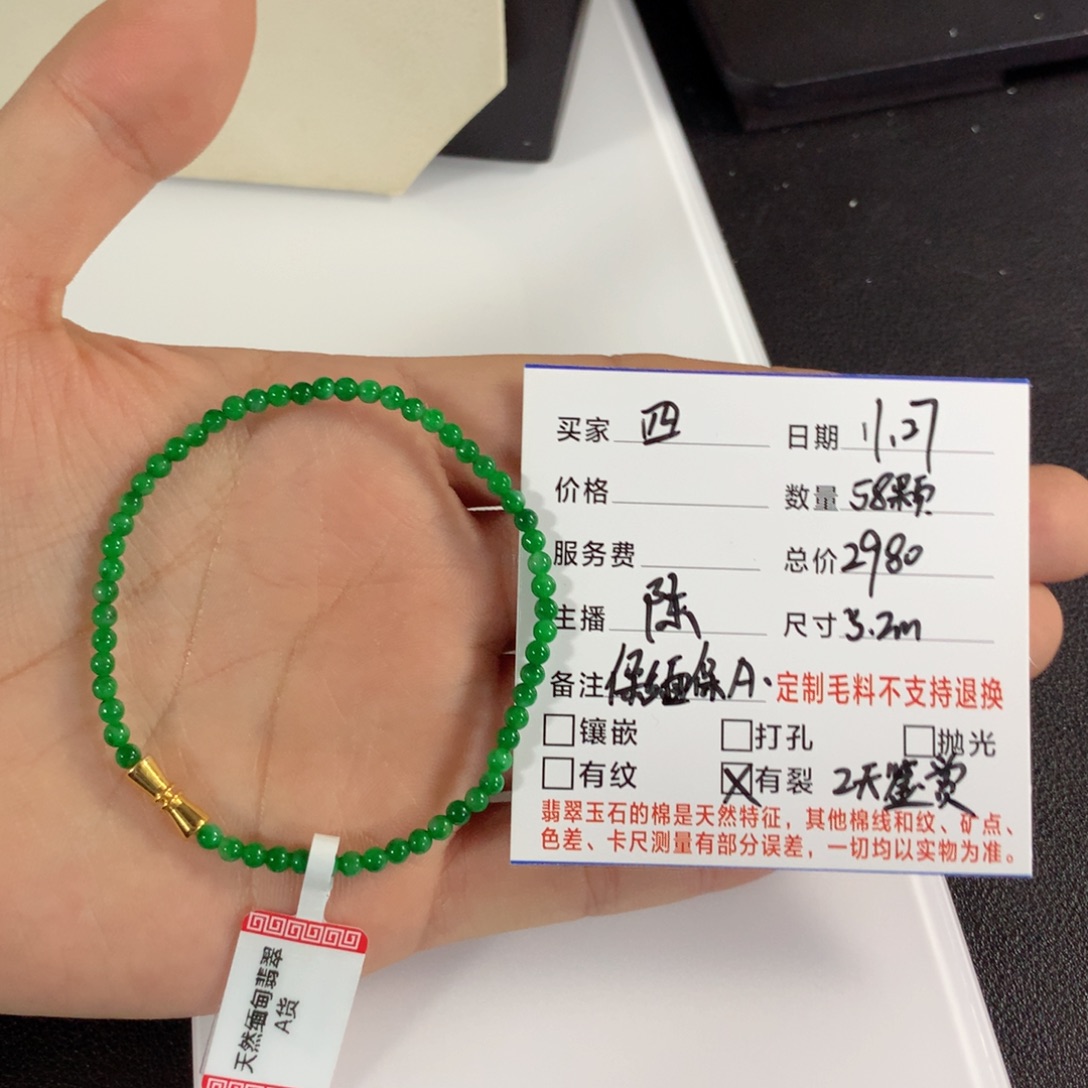 买家 四 日期 11.27
价格 数量 58颗
服务费 总价 2980
主播 陈 尺寸 3.2m
备注 保缅保A. 定制毛料不支持退换
镶嵌 打孔 抛光
有纹 有裂 2天鉴赏
翡翠玉石的棉是天然特征，其他棉线和纹、矿点、
色差、卡尺测量有部分误差，一切均以实物为准。
天然缅甸翡翠
A货